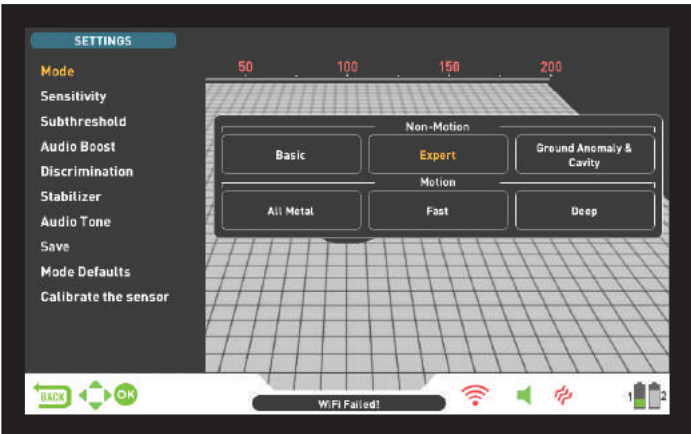 SETTINGS
Mode
Sensitivity
Subthreshold
Audio Boost
Discrimination
Stabilizer
Audio Tone
Save
Mode Defaults
Calibrate the sensor
50 100 150 200
Non-Motion
Basic Expert Ground Anomaly & Cavity
Motion
All Metal Fast Deep
BACK OK
WiFi Failed!
1 2